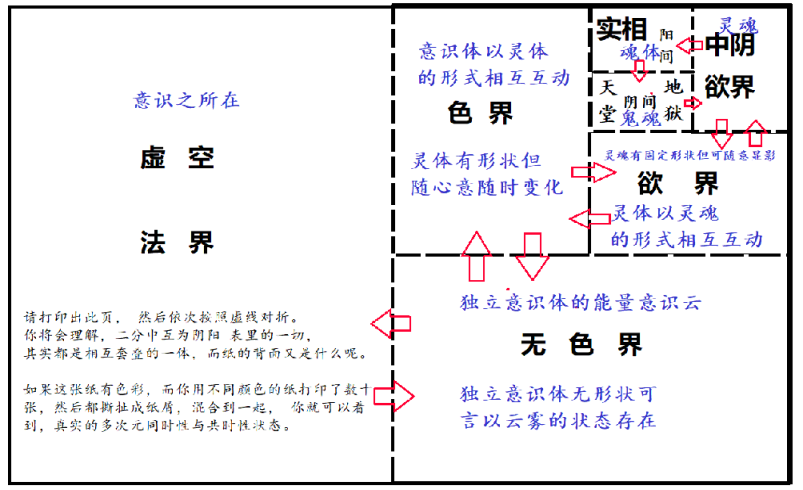 意识之所在
虚 空
法 界
请打印出此页， 然后依次按照虚线对折。
你将会理解，二分中互为阴阳 表里的一切，
其实都是相互套叠的一体，而纸的背面又是什么呢。
如果这张纸有色彩，而你用不同颜色的纸打印了数十
张，然后都撕扯成纸屑，混合到一起， 你就可以看
到，真实的多次元同时性与共时性状态。
意识体以灵体
的形式相互互动
色 界
灵体有形状但
随心意随时变化
实相
阳间
魂体
灵魂
中阴
欲界
天堂
阴间
鬼魂
地狱
灵魂有固定形状但可随意显影
欲 界
灵体以灵魂
的形式相互互动
独立意识体的能量意识云
无 色 界
独立意识体无形状可
言以云雾的状态存在